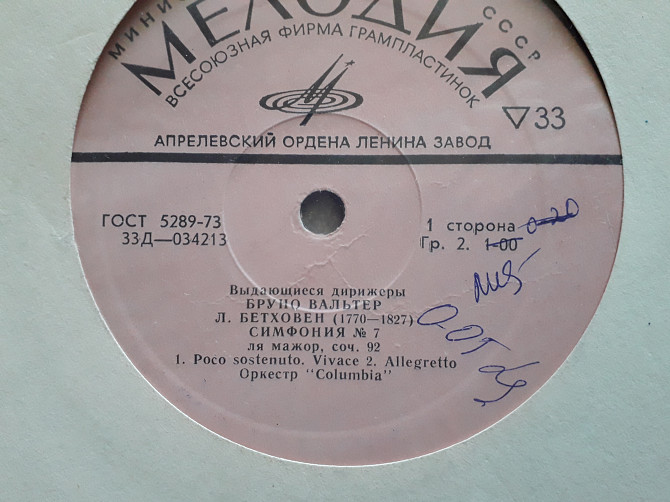 СССР
МЕЛОДИЯ
ВСЕСОЮЗНАЯ ФИРМА ГРАМПЛАСТИНОК
▽33
АПРЕЛЕВСКИЙ ОРДЕНА ЛЕНИНА ЗАВОД
ГОСТ 5289-73
33Д—034213
1 сторона 0-20
Гр. 2. 1-00
Выдающиеся дирижеры
БРУНО ВАЛЬТЕР
Л. БЕТХОВЕН (1770—1827)
СИМФОНИЯ № 7
ля мажор, соч. 92
1. Poco sostenuto. Vivace 2. Allegretto
Оркестр "Columbia"